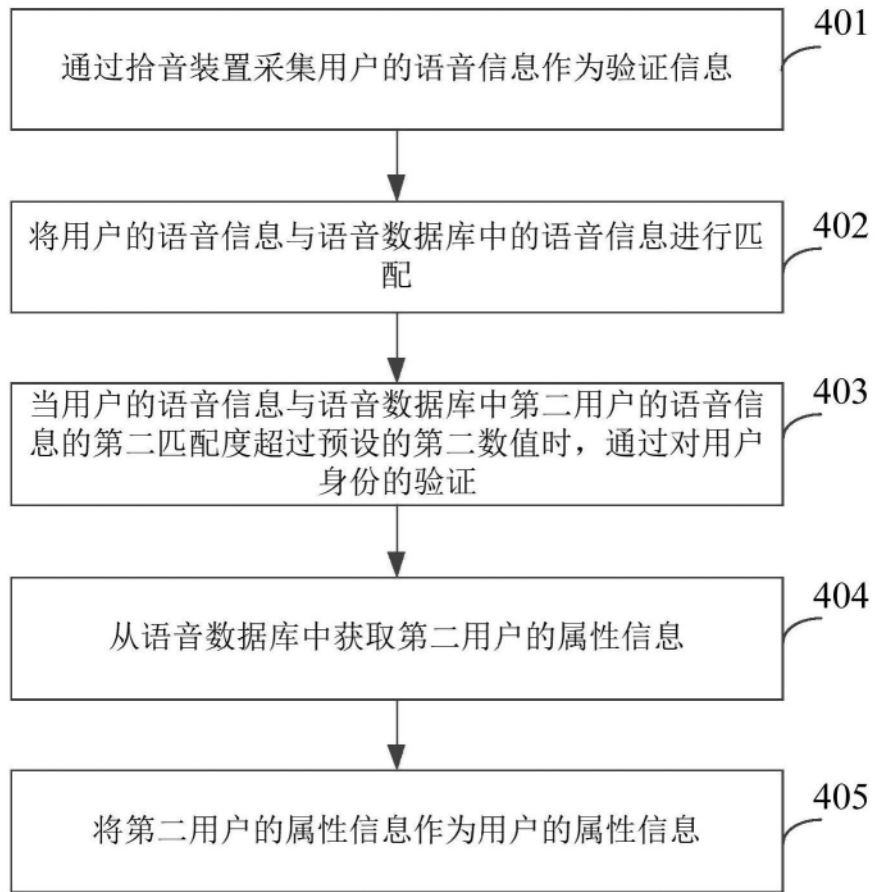 401
通过拾音装置采集用户的语音信息作为验证信息
402
将用户的语音信息与语音数据库中的语音信息进行匹
配
403
当用户的语音信息与语音数据库中第二用户的语音信
息的第二匹配度超过预设的第二数值时，通过对用户
身份的验证
404
从语音数据库中获取第二用户的属性信息
405
将第二用户的属性信息作为用户的属性信息